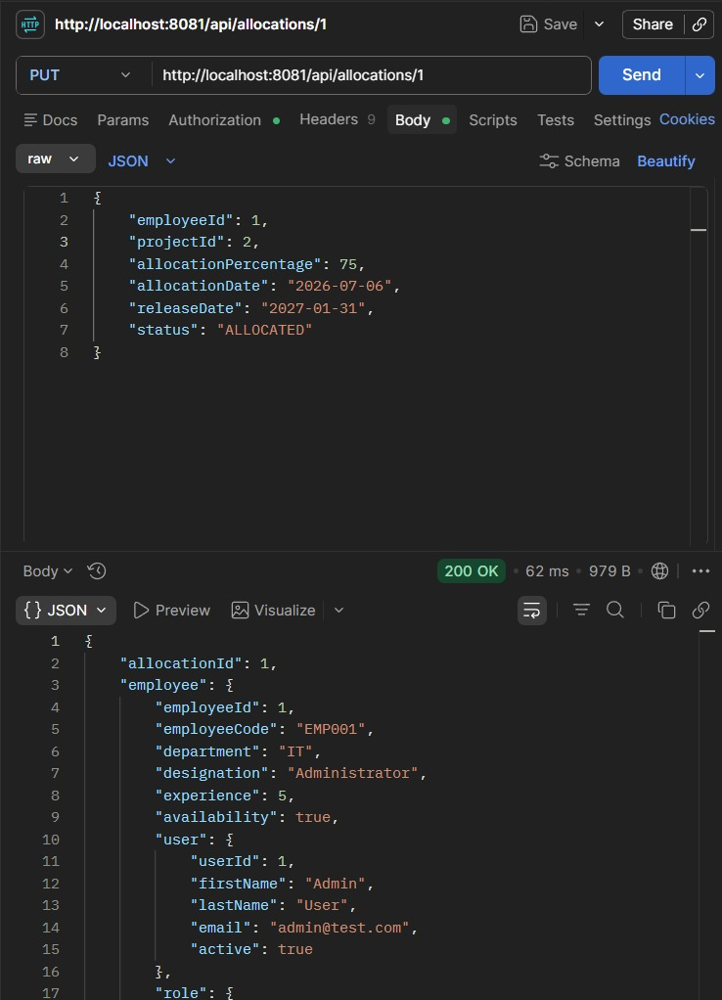 HTTP http://localhost:8081/api/allocations/1 Save Share
PUT http://localhost:8081/api/allocations/1 Send
Docs Params Authorization Headers 9 Body Scripts Tests Settings Cookies
raw JSON Schema Beautify
1 {
2 "employeeId": 1,
3 "projectId": 2,
4 "allocationPercentage": 75,
5 "allocationDate": "2026-07-06",
6 "releaseDate": "2027-01-31",
7 "status": "ALLOCATED"
8 }
Body 200 OK • 62 ms • 979 B •
{} JSON Preview Visualize
1 {
2 "allocationId": 1,
3 "employee": {
4 "employeeId": 1,
5 "employeeCode": "EMP001",
6 "department": "IT",
7 "designation": "Administrator",
8 "experience": 5,
9 "availability": true,
10 "user": {
11 "userId": 1,
12 "firstName": "Admin",
13 "lastName": "User",
14 "email": "admin@test.com",
15 "active": true
16 },
17 "role": {